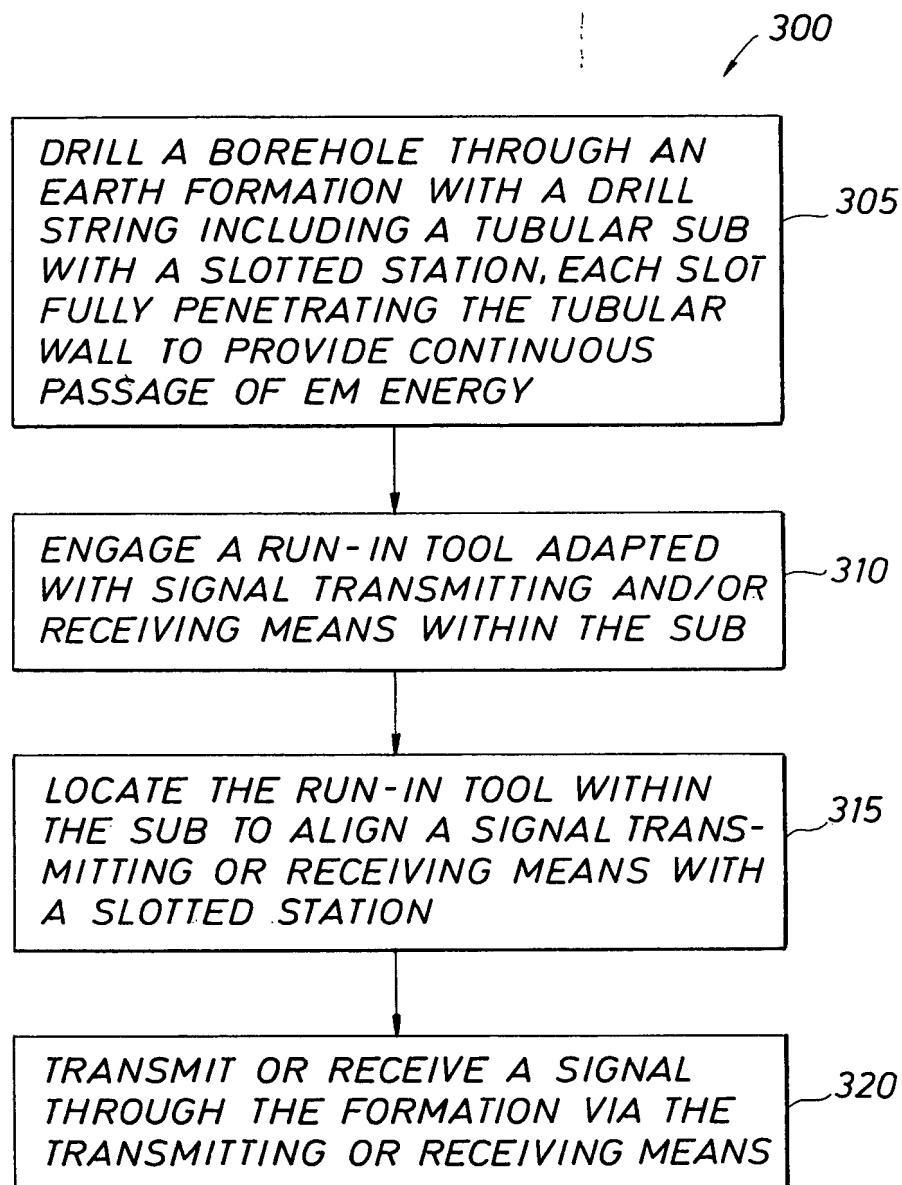 300
DRILL A BOREHOLE THROUGH AN
EARTH FORMATION WITH A DRILL
STRING INCLUDING A TUBULAR SUB
WITH A SLOTTED STATION, EACH SLOT
FULLY PENETRATING THE TUBULAR
WALL TO PROVIDE CONTINUOUS
PASSAGE OF EM ENERGY
305
ENGAGE A RUN-IN TOOL ADAPTED
WITH SIGNAL TRANSMITTING AND/OR
RECEIVING MEANS WITHIN THE SUB
310
LOCATE THE RUN-IN TOOL WITHIN
THE SUB TO ALIGN A SIGNAL TRANS-
MITTING OR RECEIVING MEANS WITH
A SLOTTED STATION
315
TRANSMIT OR RECEIVE A SIGNAL
THROUGH THE FORMATION VIA THE
TRANSMITTING OR RECEIVING MEANS
320